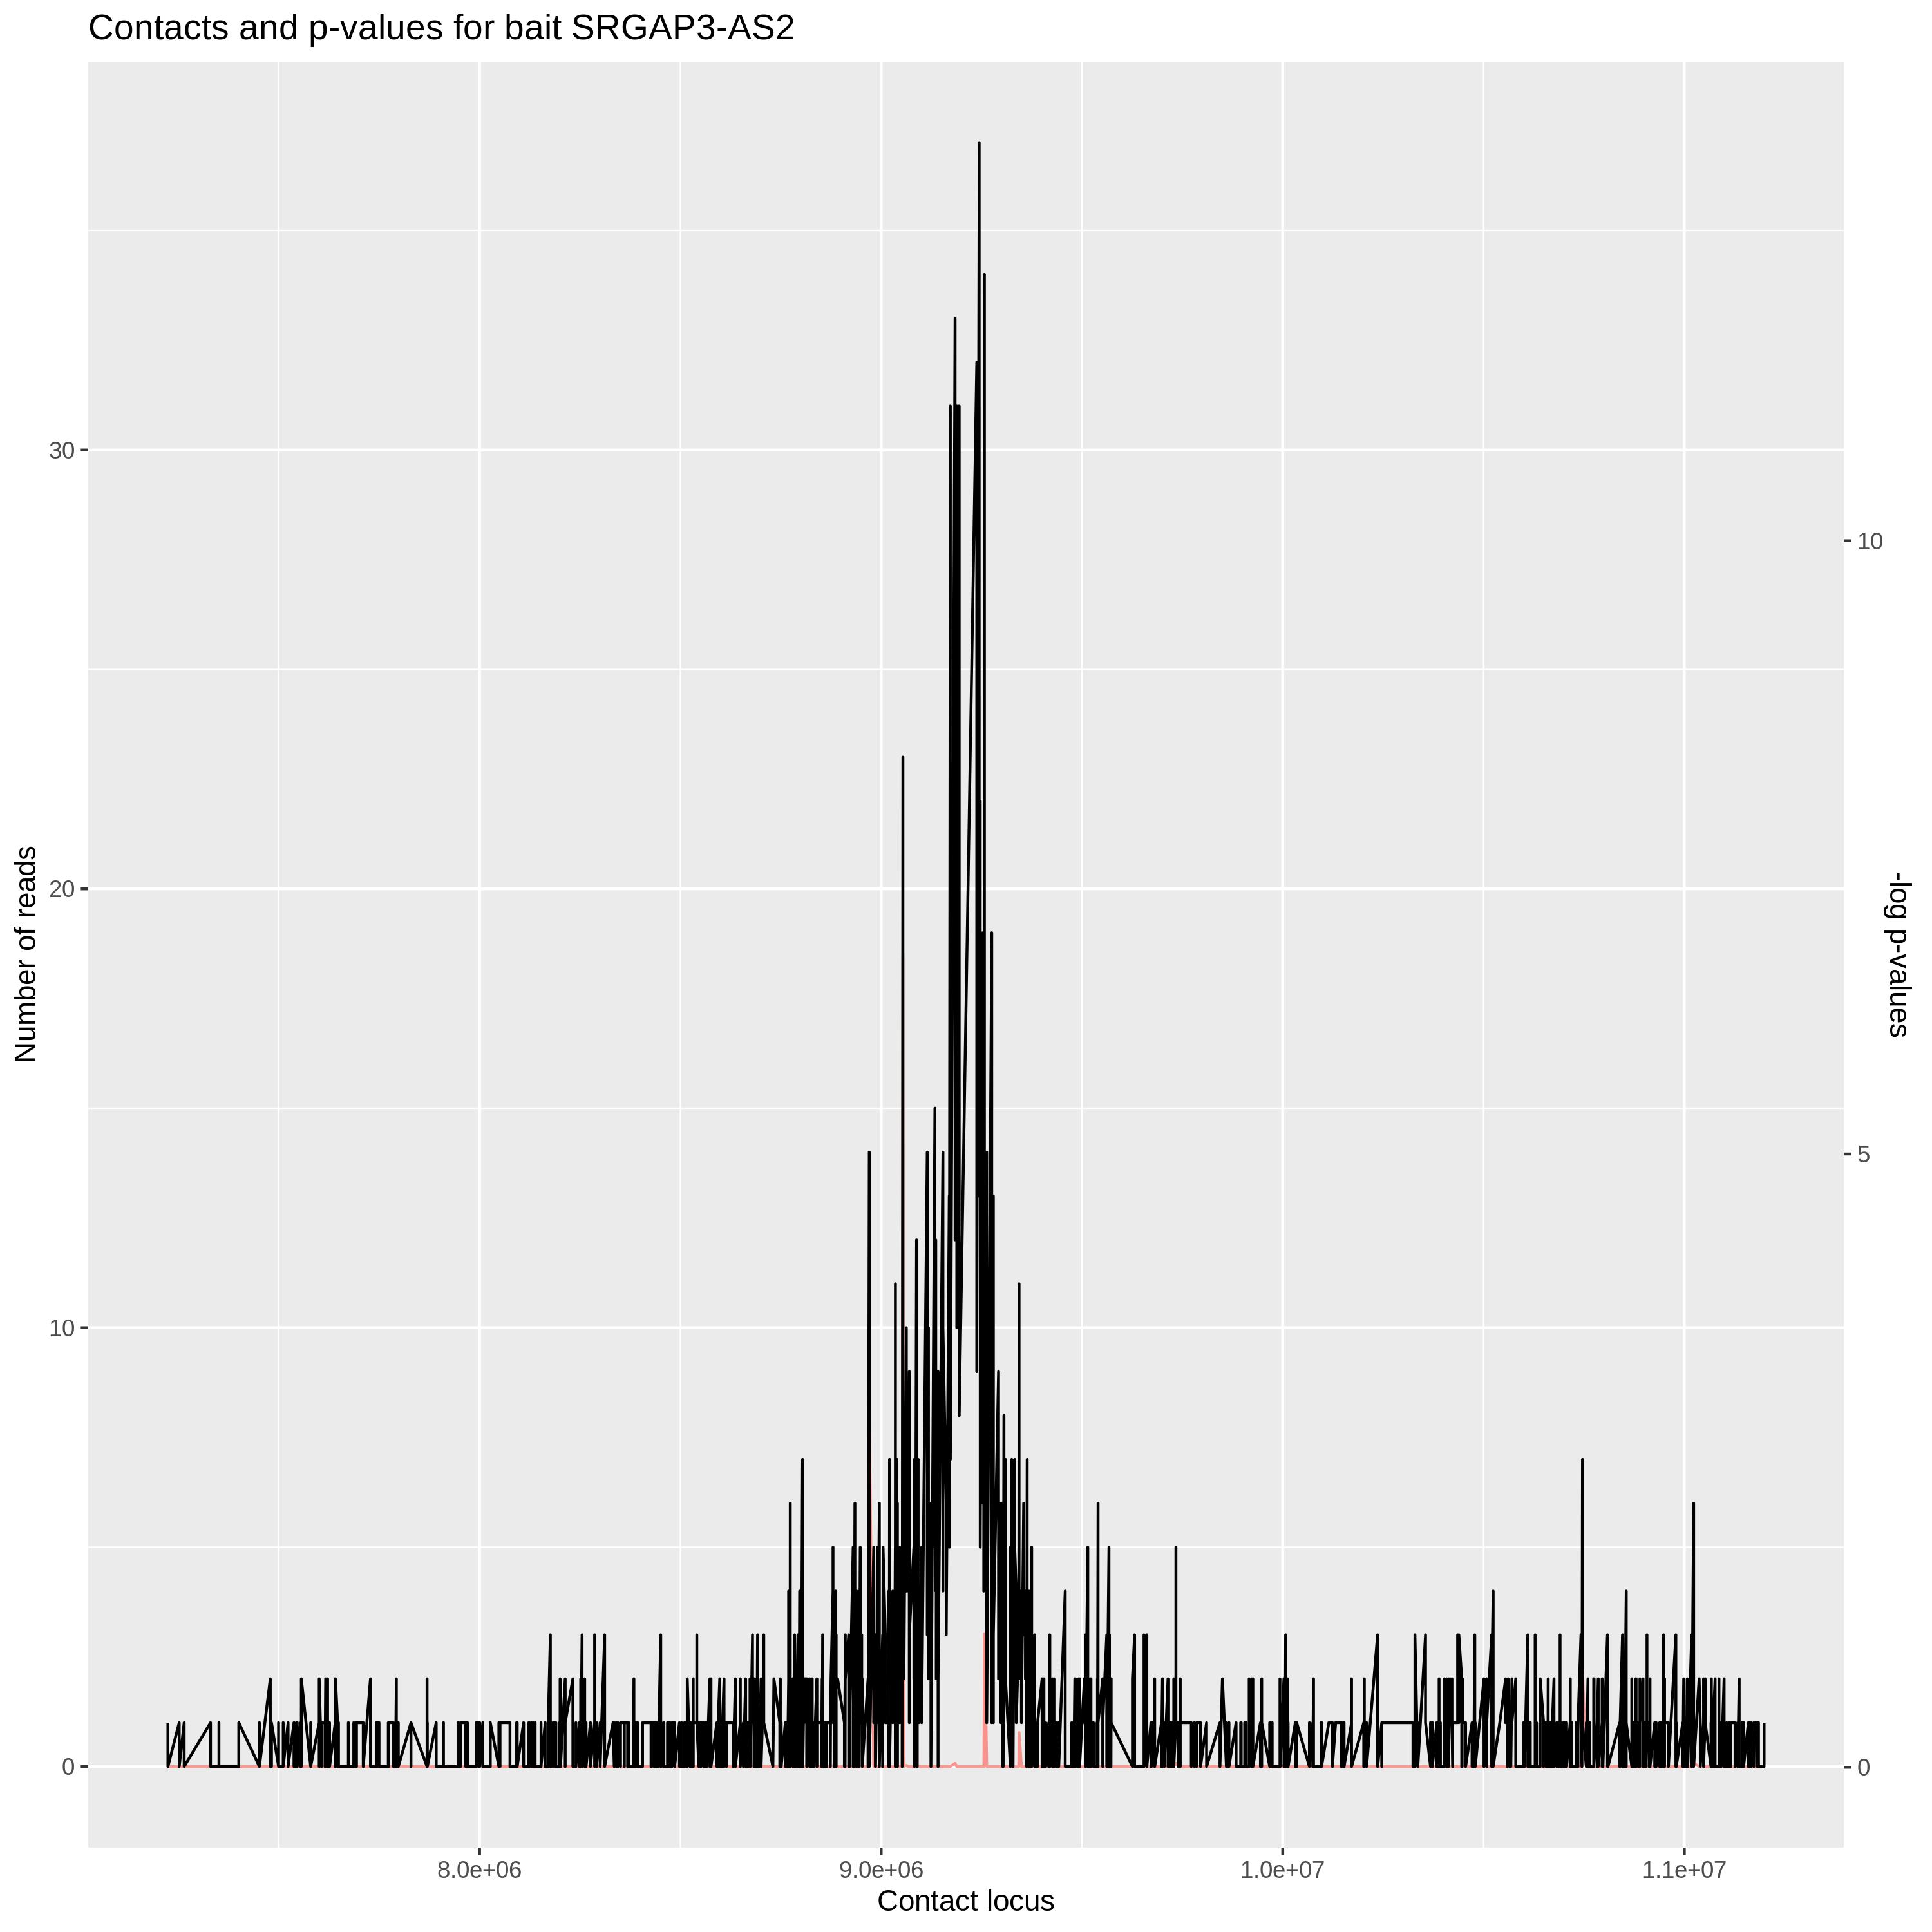 Contacts and p-values for bait SRGAP3-AS2
30
20
10
0
Number of reads
10
5
0
-log p-values
8.0e+06 9.0e+06 1.0e+07 1.1e+07
Contact locus